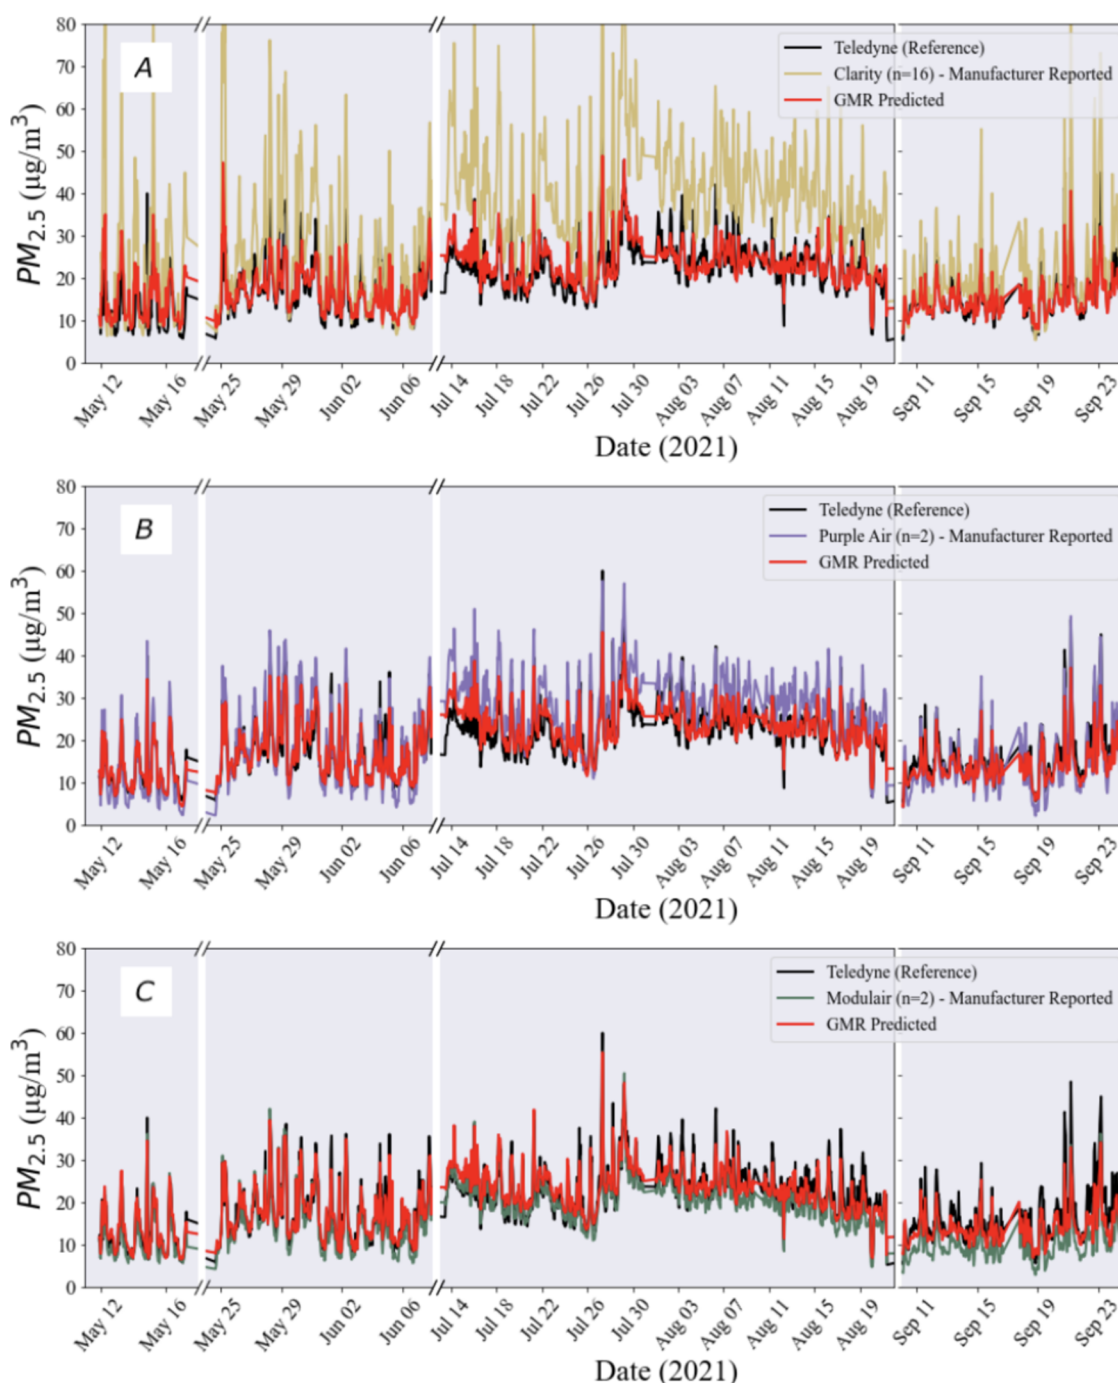 A
Teledyne (Reference)
Clarity (n=16) - Manufacturer Reported
GMR Predicted
PM2.5 (μg/m³)
80
70
60
50
40
30
20
10
0
May 12 May 16 May 25 May 29 Jun 02 Jun 06 Jul 14 Jul 18 Jul 22 Jul 26 Jul 30 Aug 03 Aug 07 Aug 11 Aug 15 Aug 19 Sep 11 Sep 15 Sep 19 Sep 23
Date (2021)
B
Teledyne (Reference)
Purple Air (n=2) - Manufacturer Reported
GMR Predicted
PM2.5 (μg/m³)
80
70
60
50
40
30
20
10
0
May 12 May 16 May 25 May 29 Jun 02 Jun 06 Jul 14 Jul 18 Jul 22 Jul 26 Jul 30 Aug 03 Aug 07 Aug 11 Aug 15 Aug 19 Sep 11 Sep 15 Sep 19 Sep 23
Date (2021)
C
Teledyne (Reference)
Modulair (n=2) - Manufacturer Reported
GMR Predicted
PM2.5 (μg/m³)
80
70
60
50
40
30
20
10
0
May 12 May 16 May 25 May 29 Jun 02 Jun 06 Jul 14 Jul 18 Jul 22 Jul 26 Jul 30 Aug 03 Aug 07 Aug 11 Aug 15 Aug 19 Sep 11 Sep 15 Sep 19 Sep 23
Date (2021)